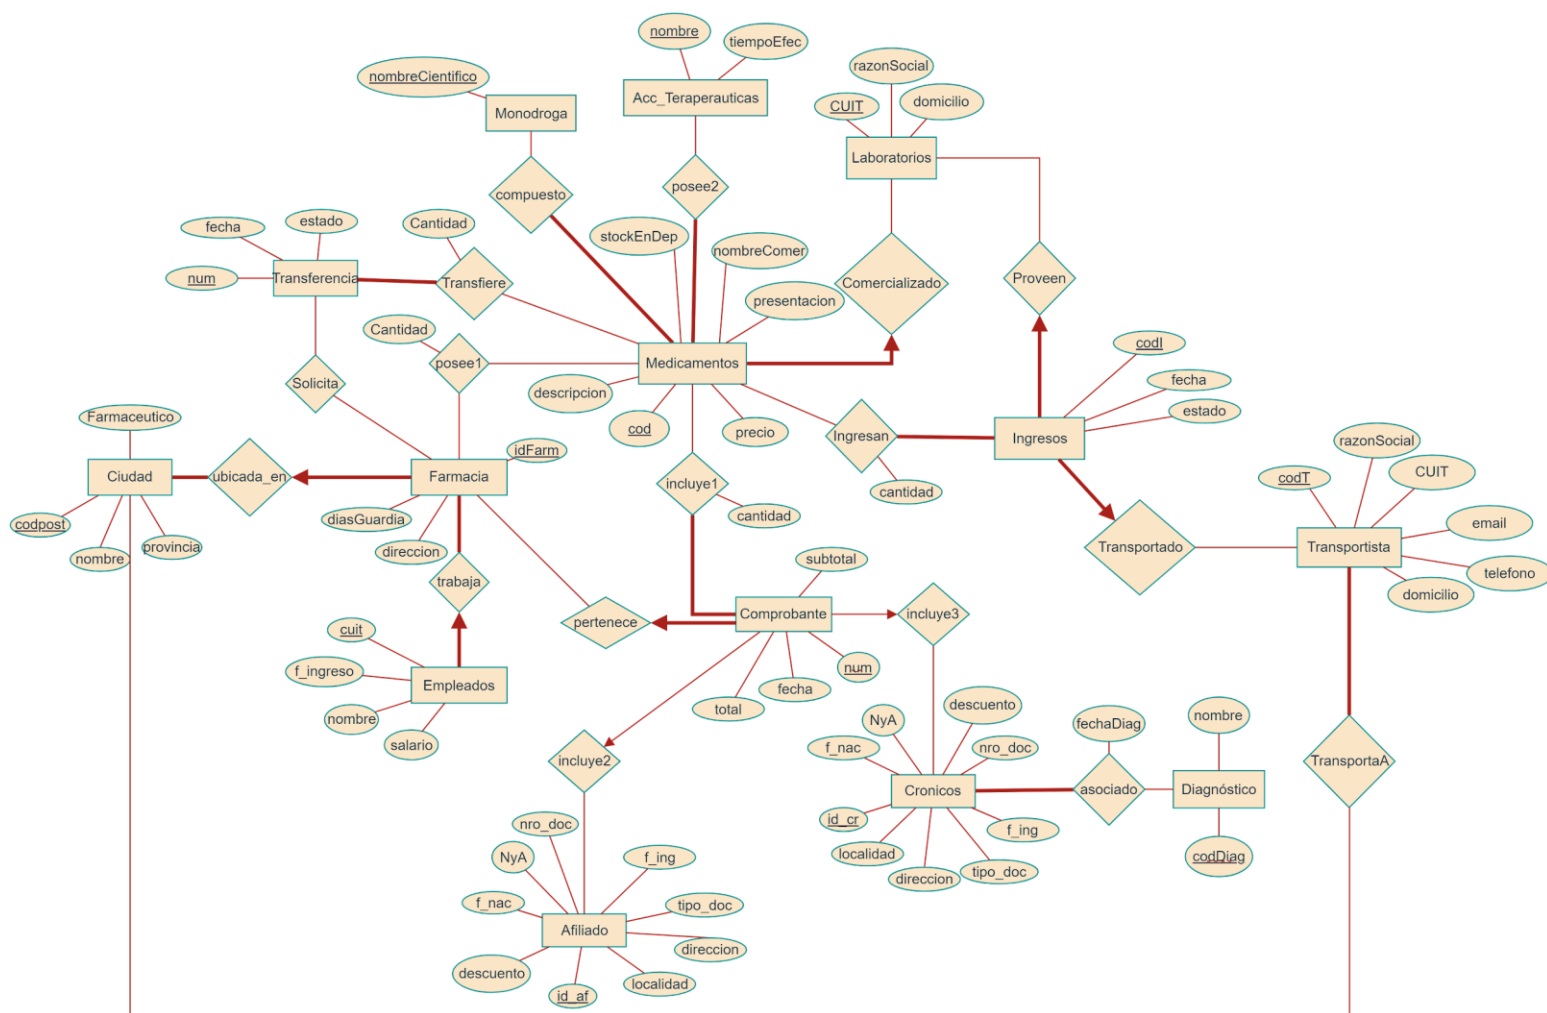 nombre
tiempoEfec
razonSocial
nombreCientifico
Acc_Teraperauticas
CUIT
domicilio
Monodroga
Laboratorios
compuesto
posee2
estado
fecha
Cantidad
stockEnDep
nombreComer
num
Transferencia
Transfiere
Comercializado
Proveen
presentacion
Cantidad
posee1
Medicamentos
codI
Solicita
descripcion
fecha
estado
Farmaceutico
cod
precio
Ingresan
Ingresos
razonSocial
idFarm
Ciudad
ubicada_en
Farmacia
incluye1
cantidad
codT
CUIT
diasGuardia
cantidad
codpost
nombre
provincia
direccion
Transportado
Transportista
email
subtotal
telefono
trabaja
domicilio
pertenece
Comprobante
incluye3
cuit
num
f_ingreso
Empleados
fecha
total
nombre
salario
descuento
NyA
fechaDiag
nombre
f_nac
nro_doc
incluye2
TransportaA
Cronicos
asociado
Diagnóstico
id_cr
f_ing
nro_doc
localidad
direccion
tipo_doc
codDiag
NyA
f_ing
f_nac
tipo_doc
Afiliado
direccion
descuento
id_af
localidad